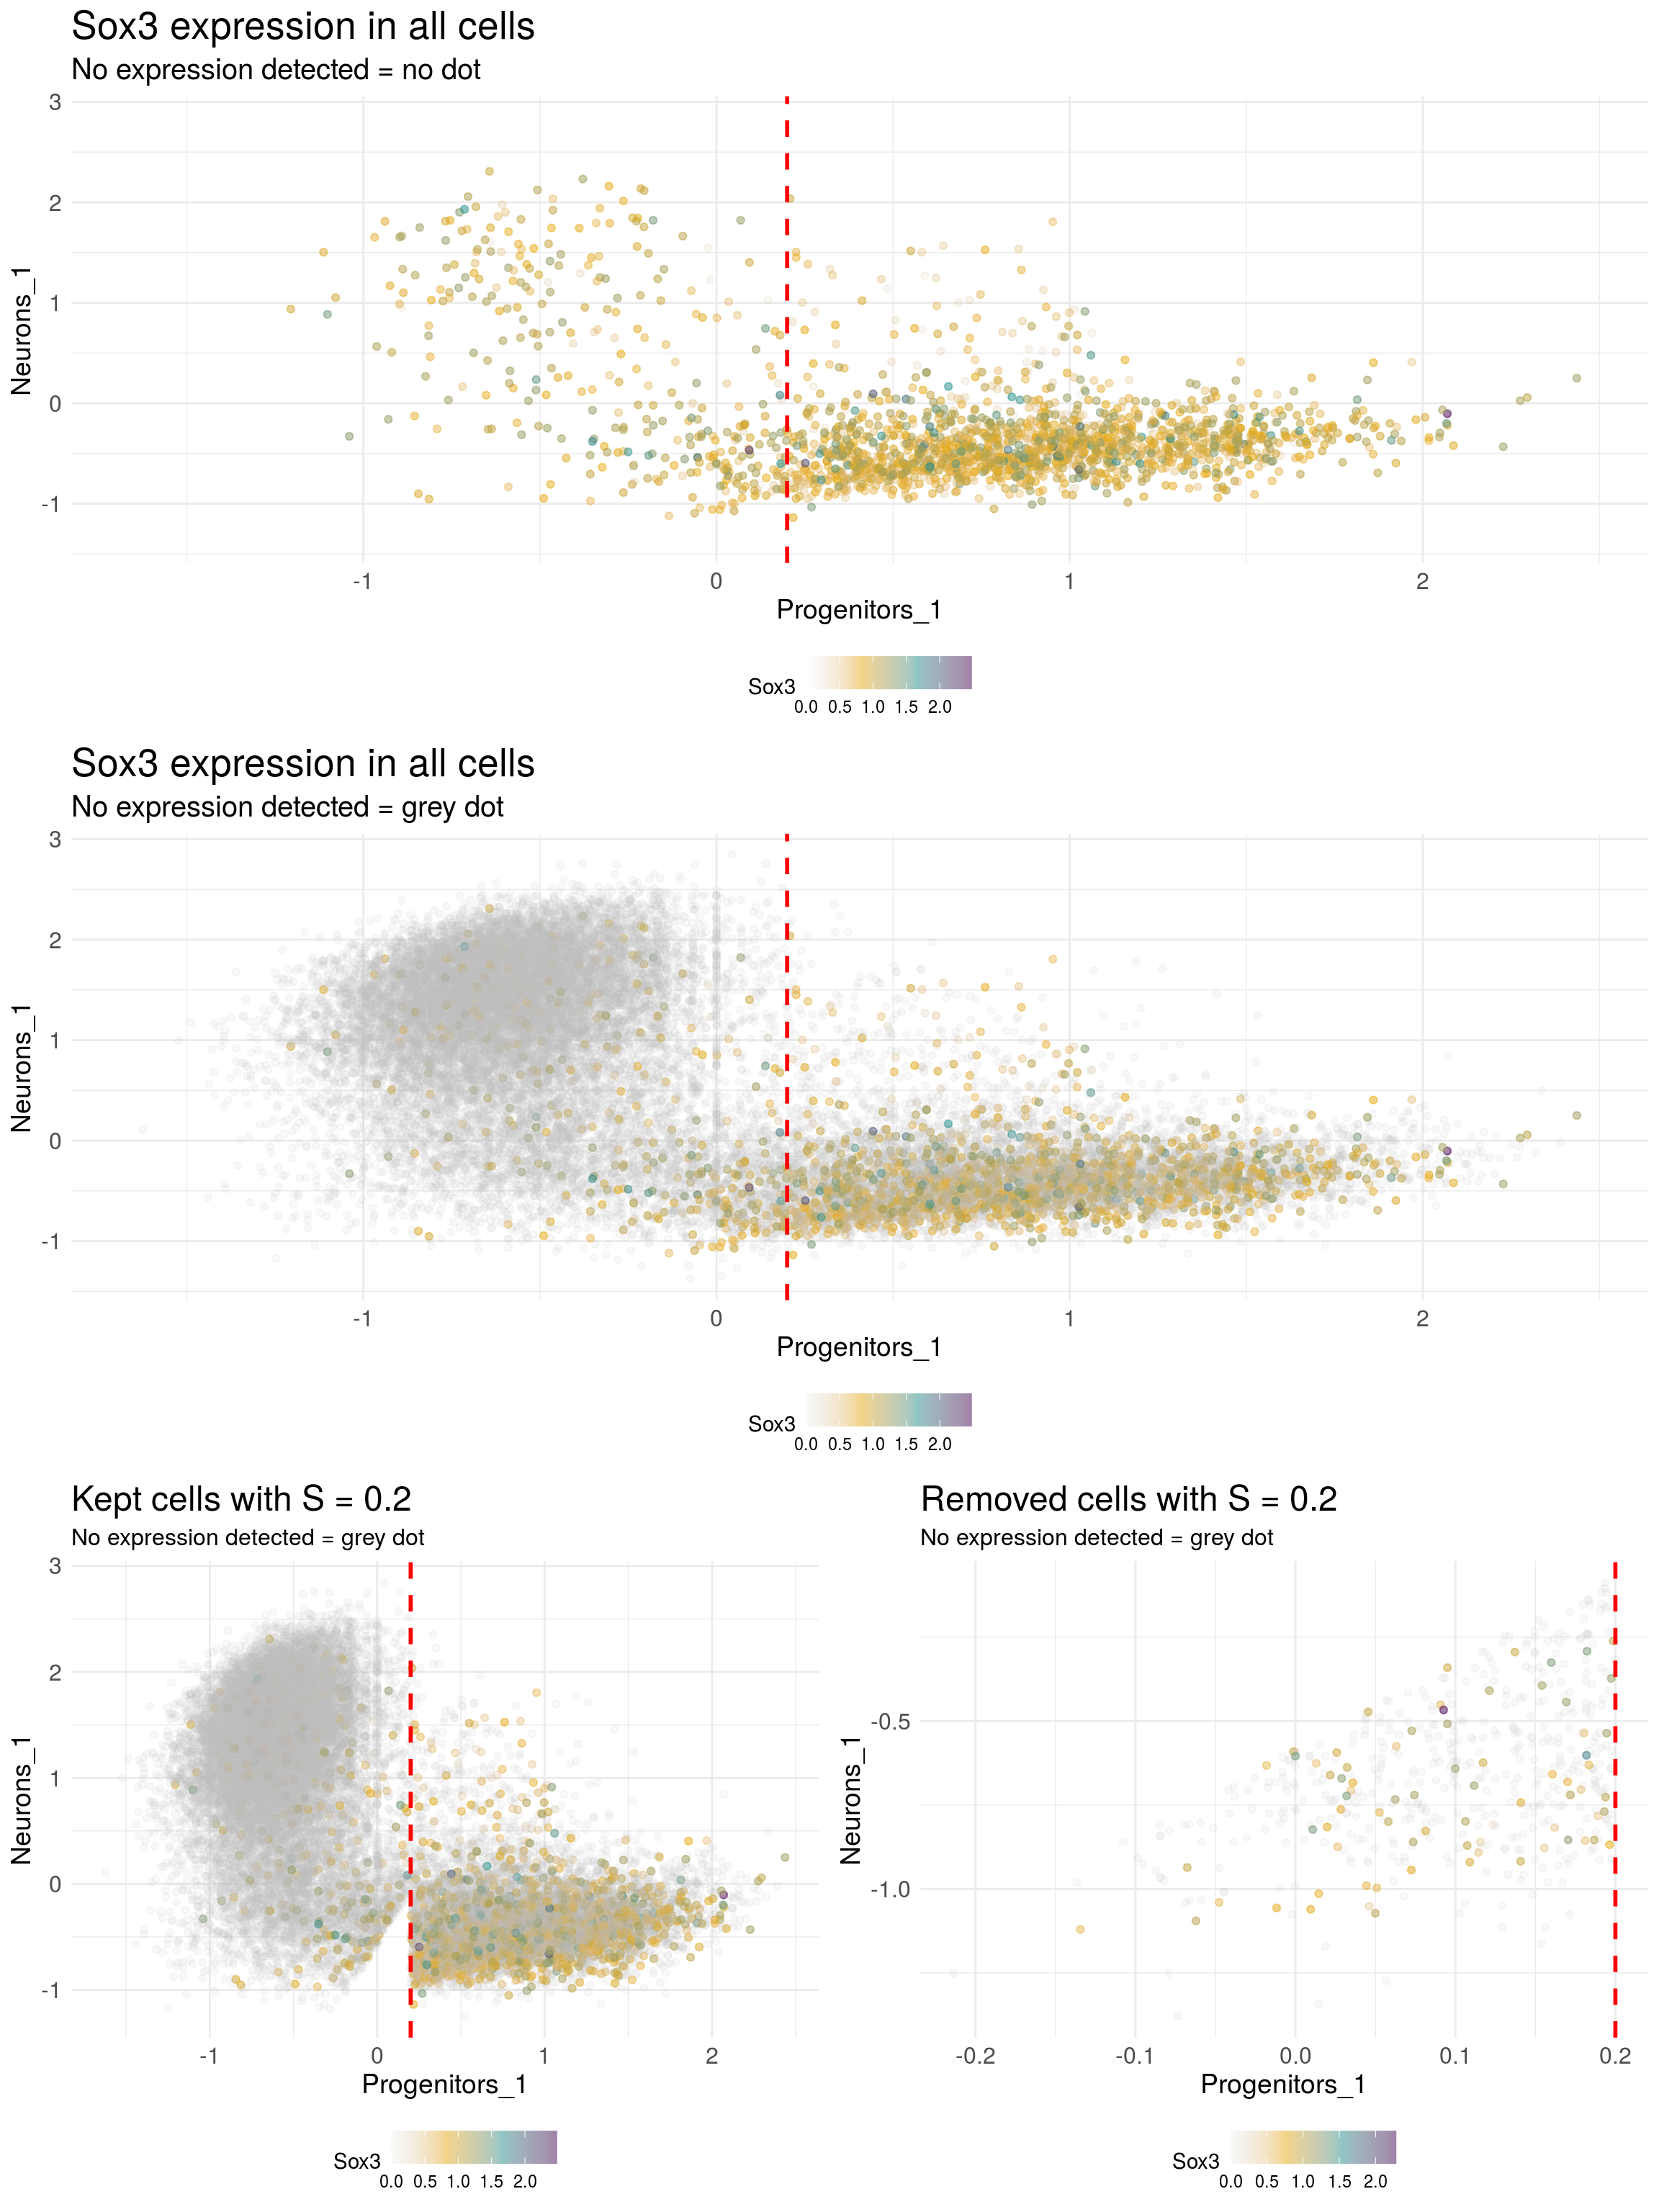 Sox3 expression in all cells
No expression detected = no dot
3
2
1
0
-1
Neurons_1
-1 0 1 2
Progenitors_1
Sox3
0.0 0.5 1.0 1.5 2.0
Sox3 expression in all cells
No expression detected = grey dot
3
2
1
0
-1
Neurons_1
-1 0 1 2
Progenitors_1
Sox3
0.0 0.5 1.0 1.5 2.0
Kept cells with S = 0.2
No expression detected = grey dot
3
2
1
0
-1
Neurons_1
-1 0 1 2
Progenitors_1
Sox3
0.0 0.5 1.0 1.5 2.0
Removed cells with S = 0.2
No expression detected = grey dot
-0.5
-1.0
Neurons_1
-0.2 -0.1 0.0 0.1 0.2
Progenitors_1
Sox3
0.0 0.5 1.0 1.5 2.0